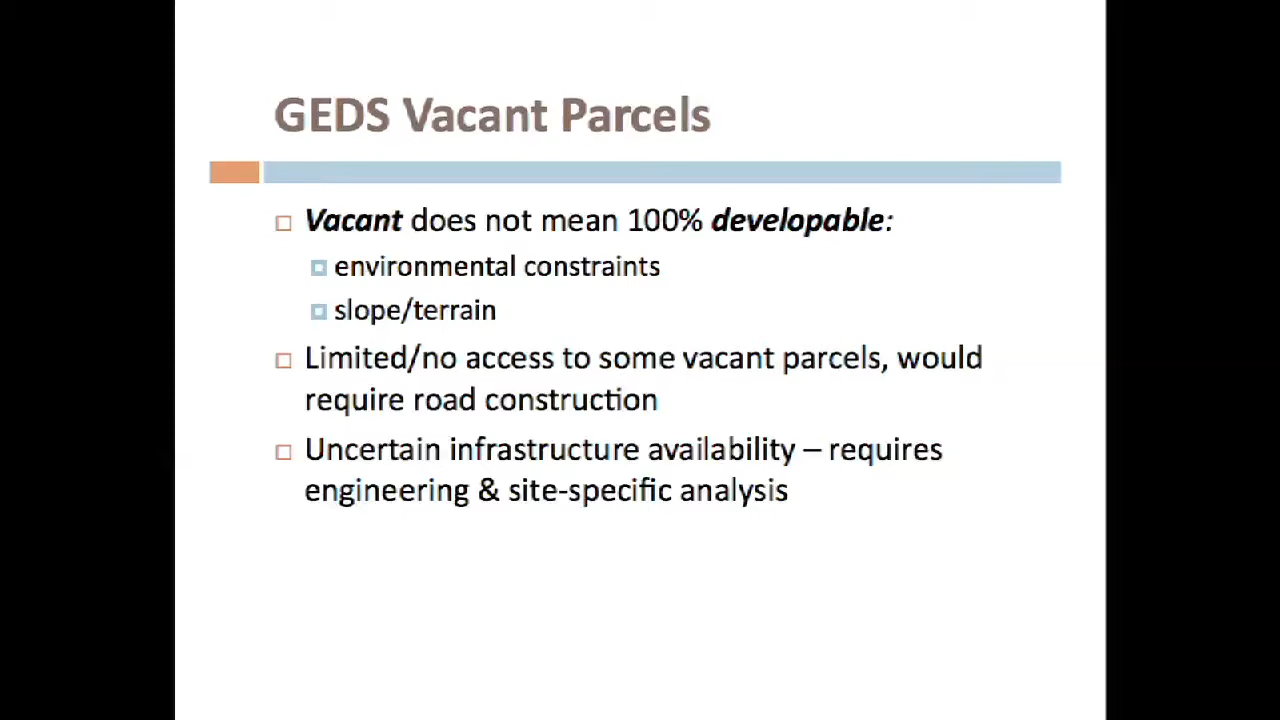 GEDS Vacant Parcels
Vacant does not mean 100% developable:
environmental constraints
slope/terrain
Limited/no access to some vacant parcels, would
require road construction
Uncertain infrastructure availability – requires
engineering & site-specific analysis